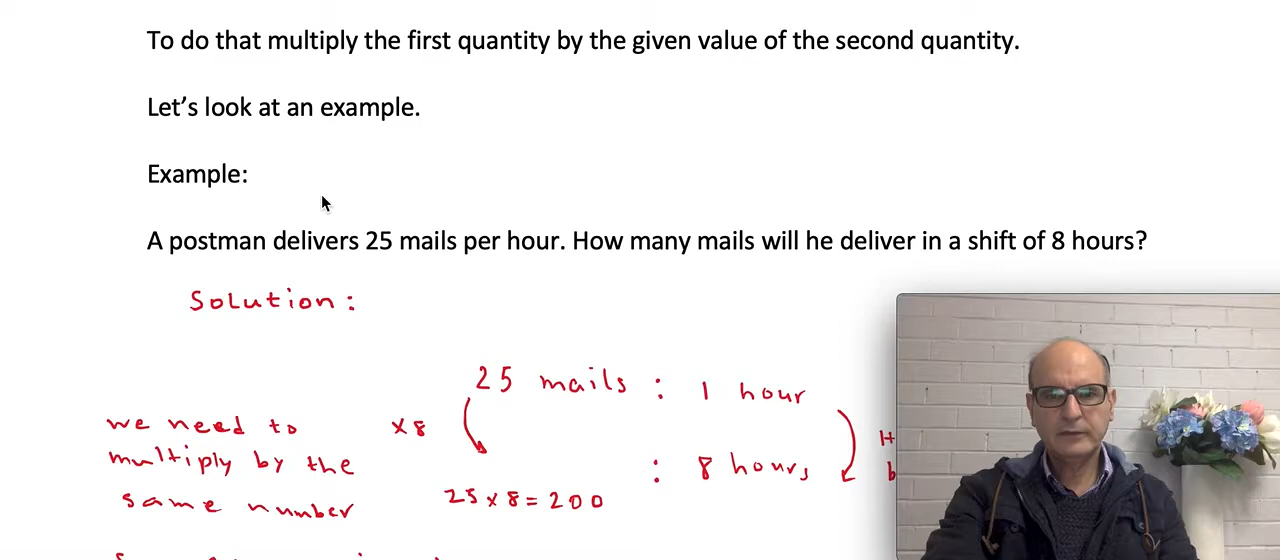 To do that multiply the first quantity by the given value of the second quantity.
Let's look at an example.
Example:
A postman delivers 25 mails per hour. How many mails will he deliver in a shift of 8 hours?
Solution:
25 mails : 1 hour
we need to
multiply by the
same number
×8
: 8 hours
25 × 8 = 200